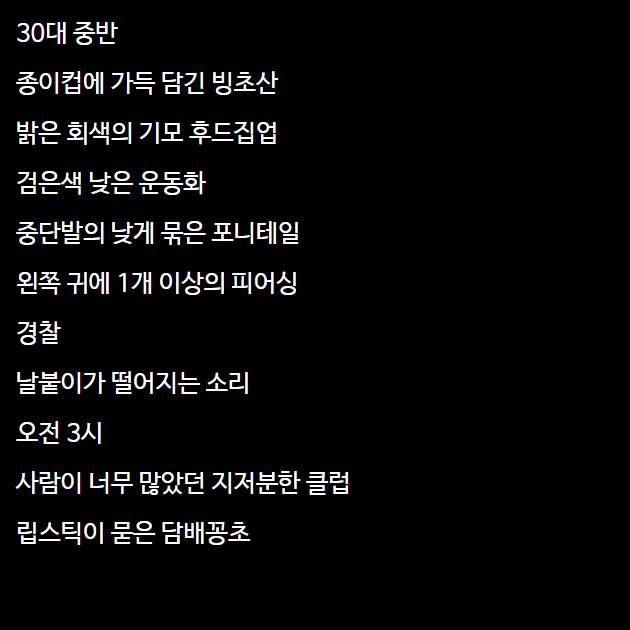 30대 중반
종이컵에 가득 담긴 빙초산
밝은 회색의 기모 후드집업
검은색 낮은 운동화
중단발의 낮게 묶은 포니테일
왼쪽 귀에 1개 이상의 피어싱
경찰
날붙이가 떨어지는 소리
오전 3시
사람이 너무 많았던 지저분한 클럽
립스틱이 묻은 담배꽁초